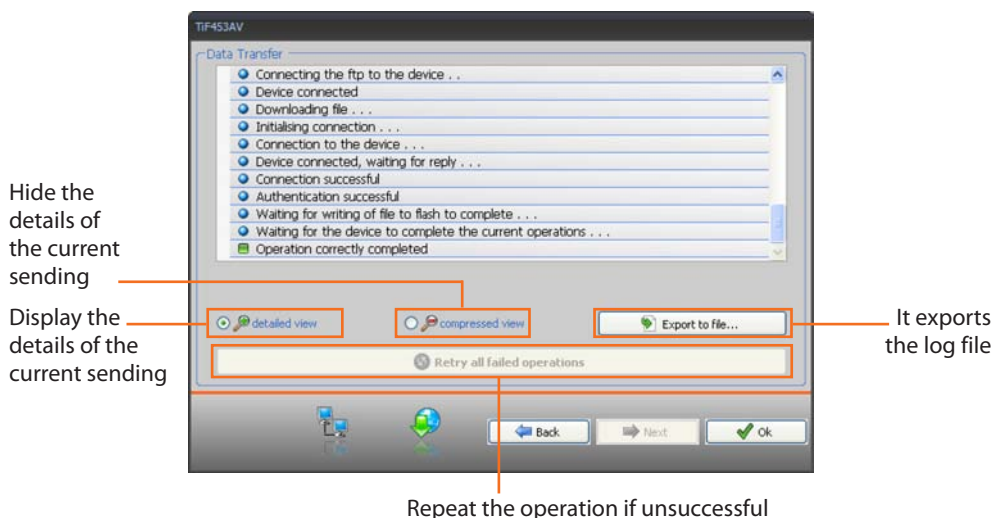 TiF453AV
Data Transfer
Connecting the ftp to the device . .
Device connected
Downloading file . . .
Initialising connection . . .
Connection to the device . . .
Device connected, waiting for reply . . .
Connection successful
Authentication successful
Waiting for writing of file to flash to complete . . .
Waiting for the device to complete the current operations . . .
Operation correctly completed
Hide the
details of
the current
sending
Display the
details of the
current sending
detailed view
compressed view
Export to file...
It exports
the log file
Retry all failed operations
Back
Next
Ok
Repeat the operation if unsuccessful